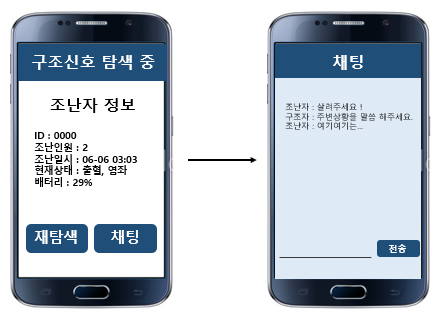 구조신호 탐색 중
조난자 정보
ID : 0000
조난인원 : 2
조난일시 : 06-06 03:03
현재상태 : 출혈, 염좌
배터리 : 29%
재탐색
채팅
채팅
조난자 : 살려주세요 !
구조자 : 주변상황을 말씀 해주세요.
조난자 : 여기여기는...
전송